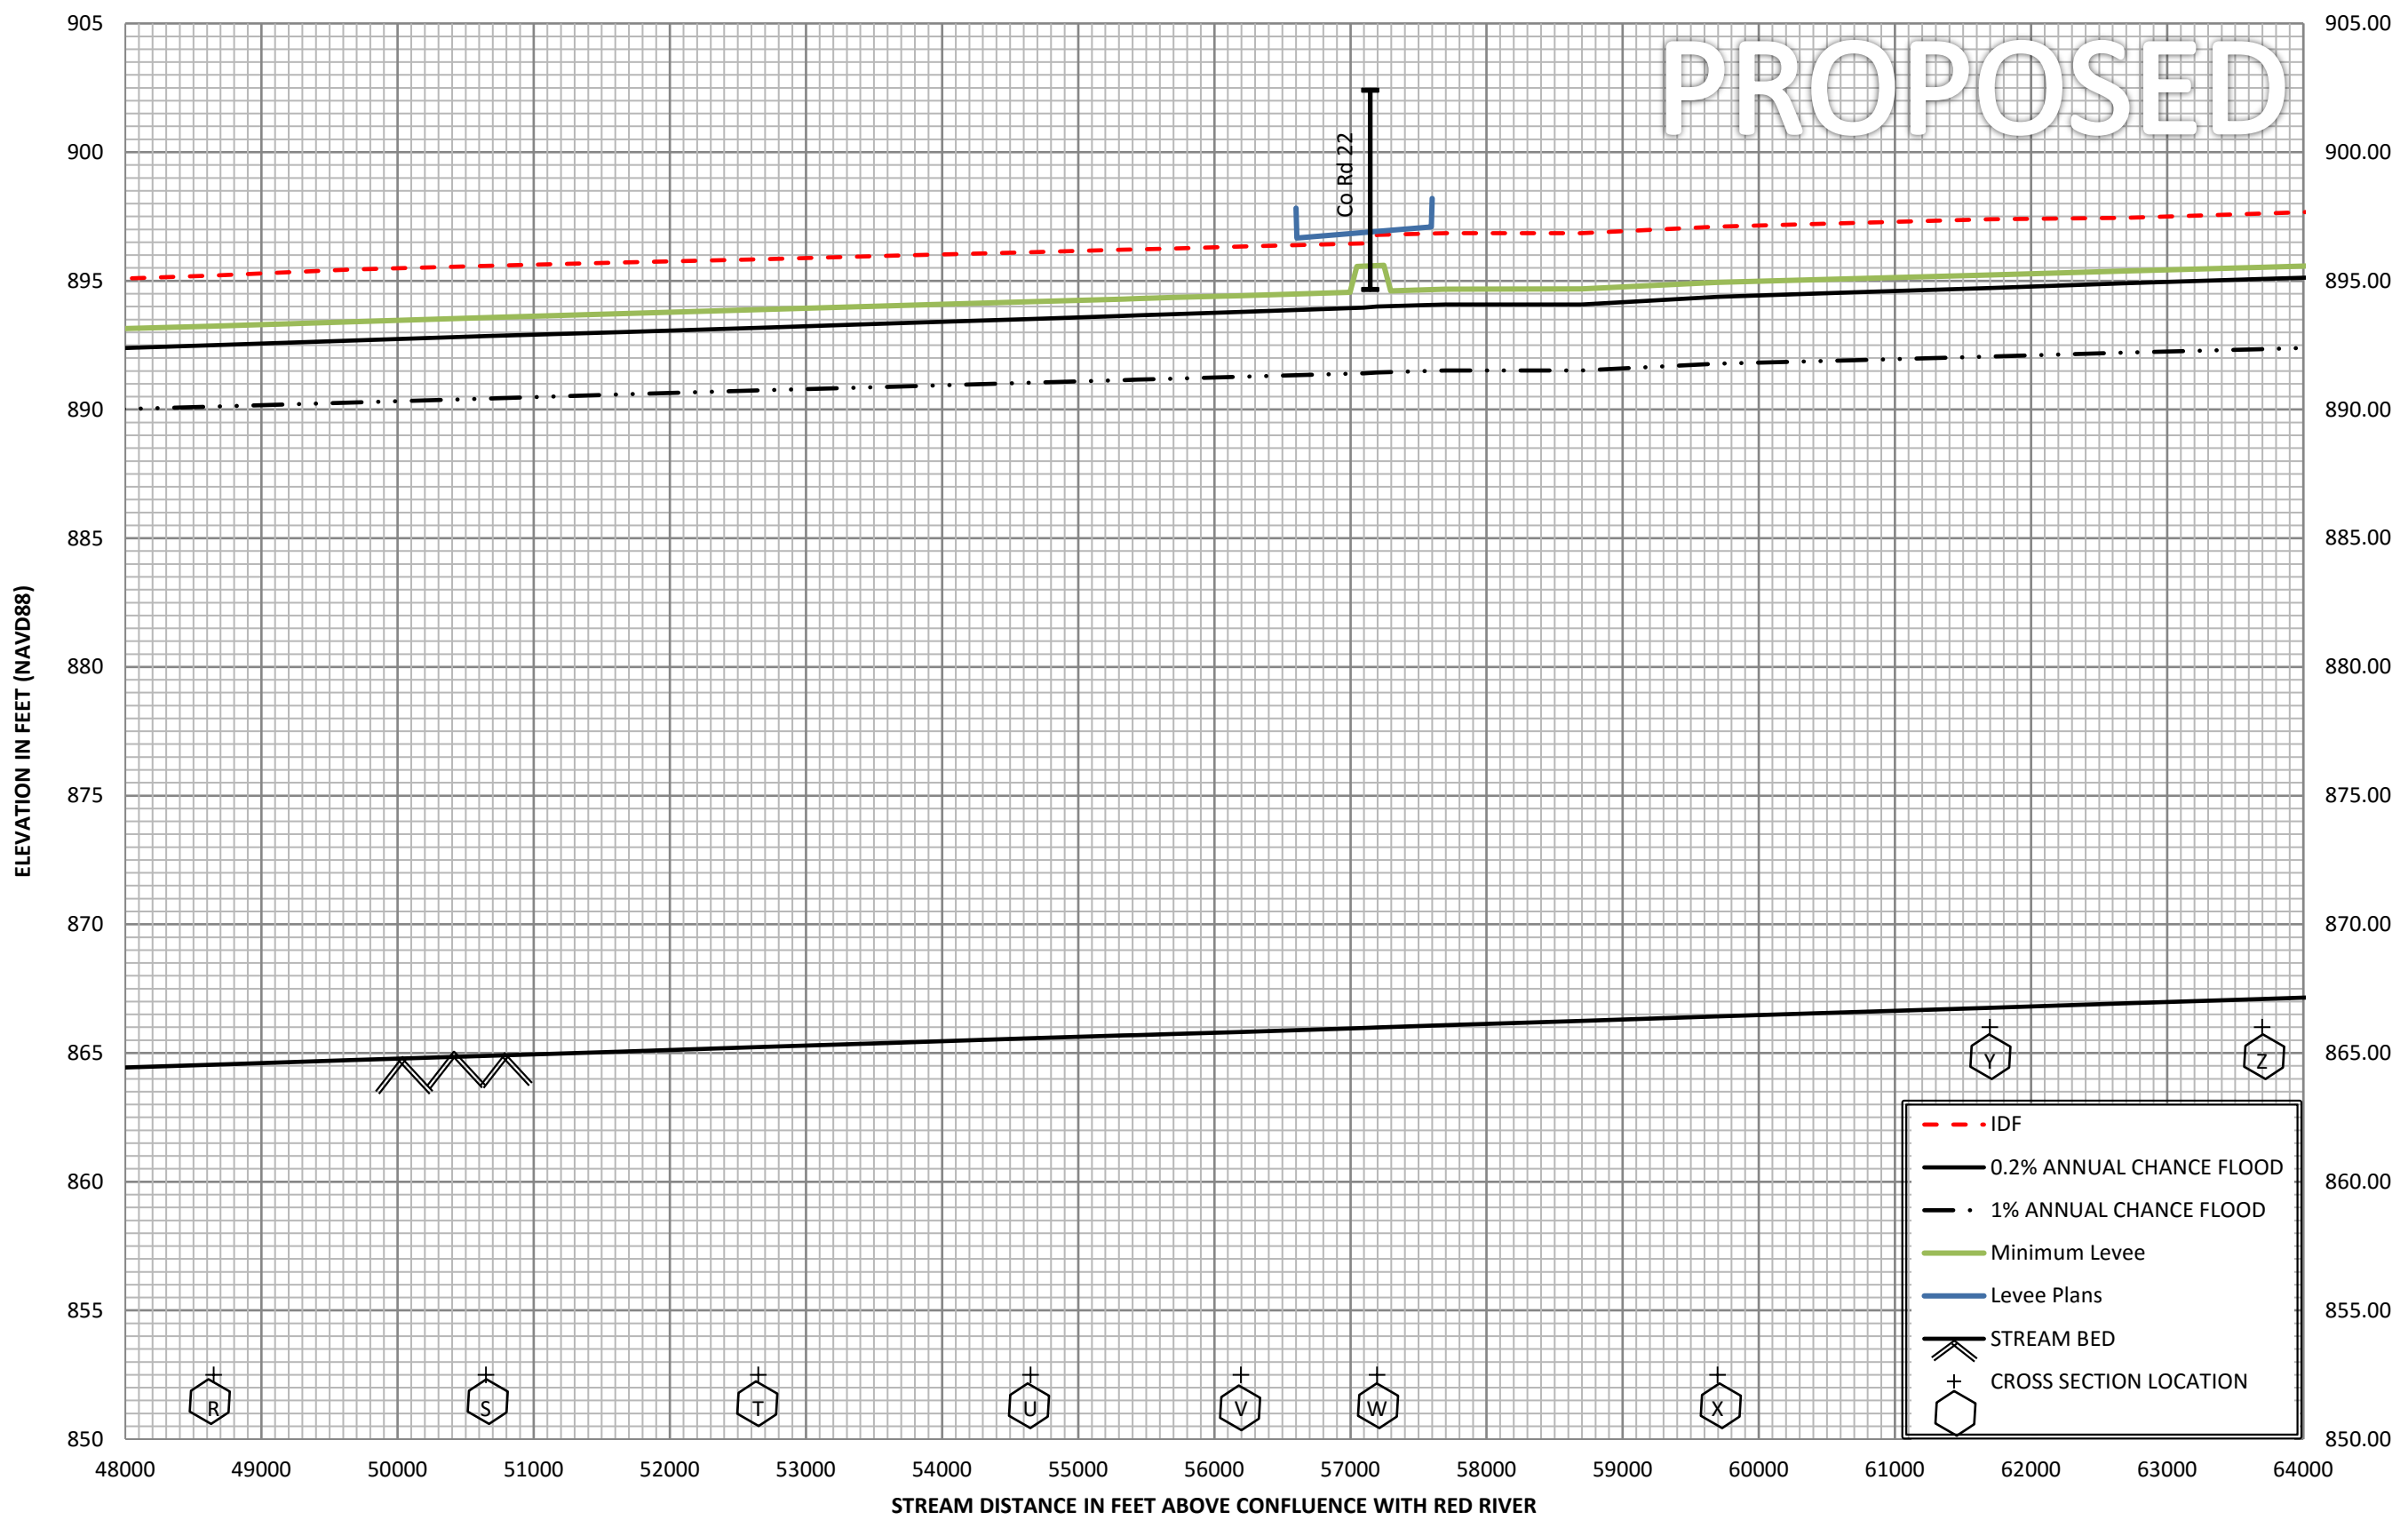 PROPOSED
905
900
895
890
885
880
875
870
865
860
855
850
ELEVATION IN FEET (NAVD88)
905.00
900.00
895.00
890.00
885.00
880.00
875.00
870.00
865.00
860.00
855.00
850.00
Co Rd 22
Y
Z
IDF
0.2% ANNUAL CHANCE FLOOD
1% ANNUAL CHANCE FLOOD
Minimum Levee
Levee Plans
STREAM BED
CROSS SECTION LOCATION
R S T U V W X
48000 49000 50000 51000 52000 53000 54000 55000 56000 57000 58000 59000 60000 61000 62000 63000 64000
STREAM DISTANCE IN FEET ABOVE CONFLUENCE WITH RED RIVER